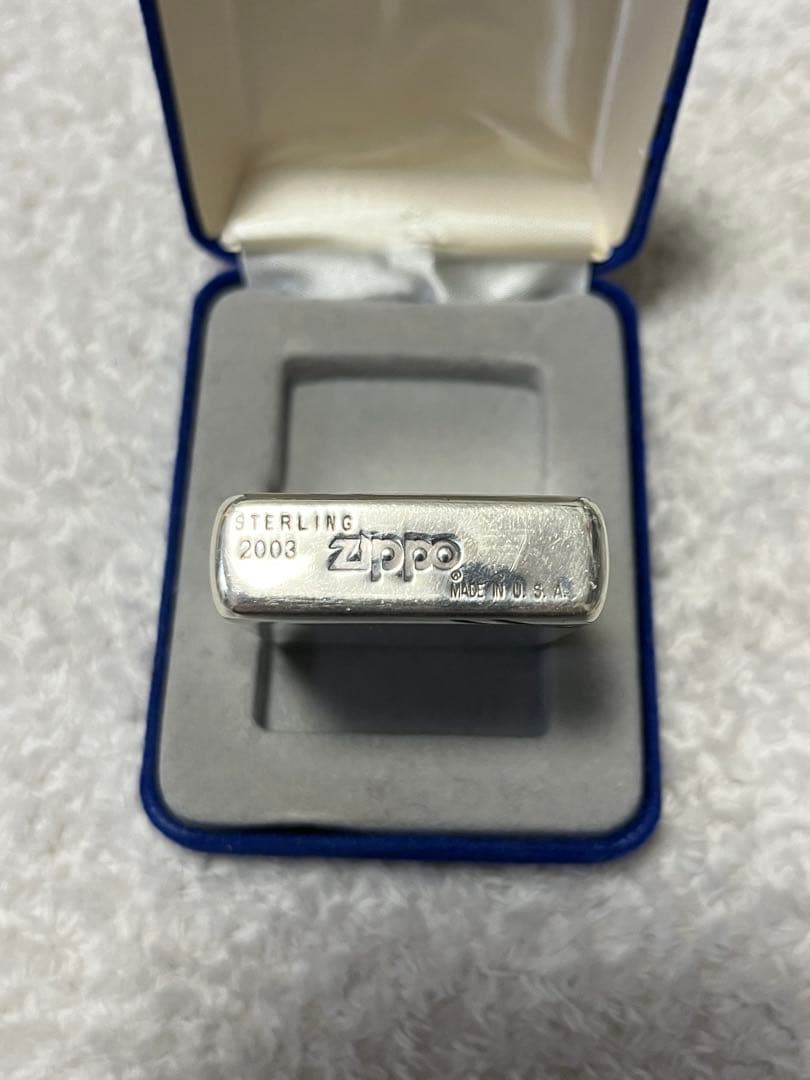 STERLING
2003 zippo®
MADE IN U. S. A.